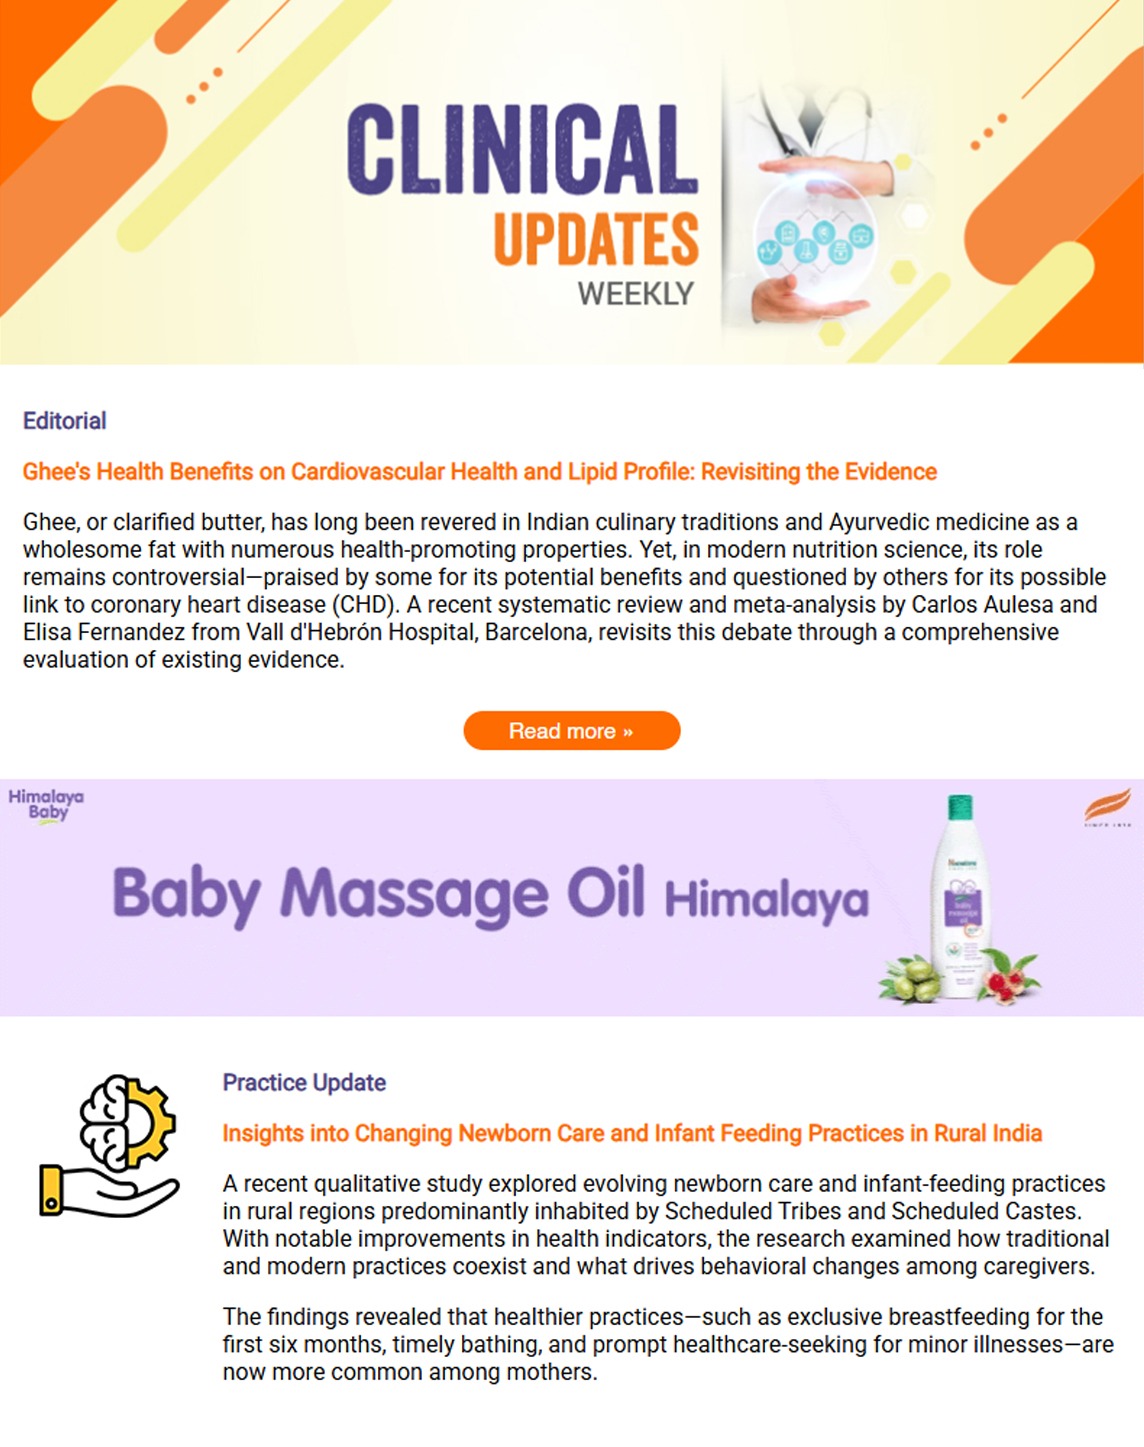 CLINICAL
UPDATES
WEEKLY
Editorial
Ghee's Health Benefits on Cardiovascular Health and Lipid Profile: Revisiting the Evidence
Ghee, or clarified butter, has long been revered in Indian culinary traditions and Ayurvedic medicine as a
wholesome fat with numerous health-promoting properties. Yet, in modern nutrition science, its role
remains controversial—praised by some for its potential benefits and questioned by others for its possible
link to coronary heart disease (CHD). A recent systematic review and meta-analysis by Carlos Aulesa and
Elisa Fernandez from Vall d'Hebrón Hospital, Barcelona, revisits this debate through a comprehensive
evaluation of existing evidence.
Read more »
Himalaya
Baby
SINCE 1930
Baby Massage Oil Himalaya
Himalaya
baby
massage
oil
Practice Update
Insights into Changing Newborn Care and Infant Feeding Practices in Rural India
A recent qualitative study explored evolving newborn care and infant-feeding practices
in rural regions predominantly inhabited by Scheduled Tribes and Scheduled Castes.
With notable improvements in health indicators, the research examined how traditional
and modern practices coexist and what drives behavioral changes among caregivers.
The findings revealed that healthier practices—such as exclusive breastfeeding for the
first six months, timely bathing, and prompt healthcare-seeking for minor illnesses—are
now more common among mothers.